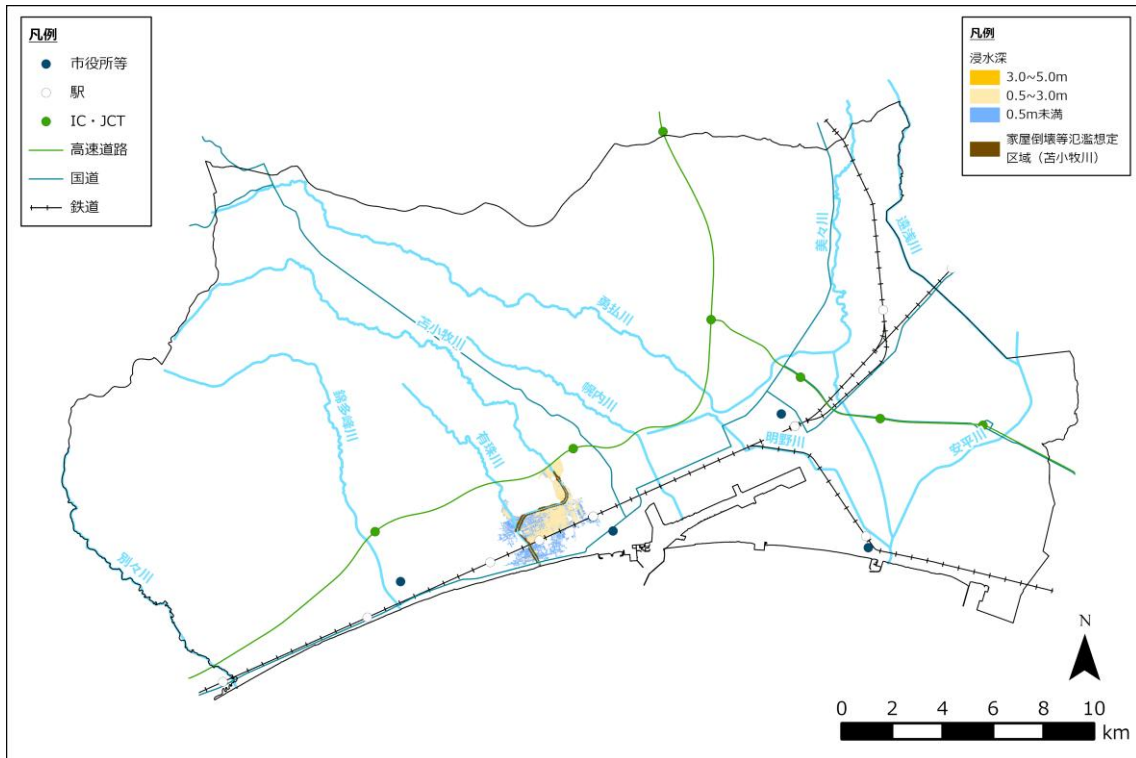 凡例
市役所等
駅
IC・JCT
高速道路
国道
鉄道
凡例
浸水深
3.0~5.0m
0.5~3.0m
0.5m未満
家屋倒壊等氾濫想定
区域（苫小牧川）
美々川
遠浅川
勇払川
苫小牧川
幌内川
錦多峰川
有珠川
明野川
安平川
別々川
N
0 2 4 6 8 10
km